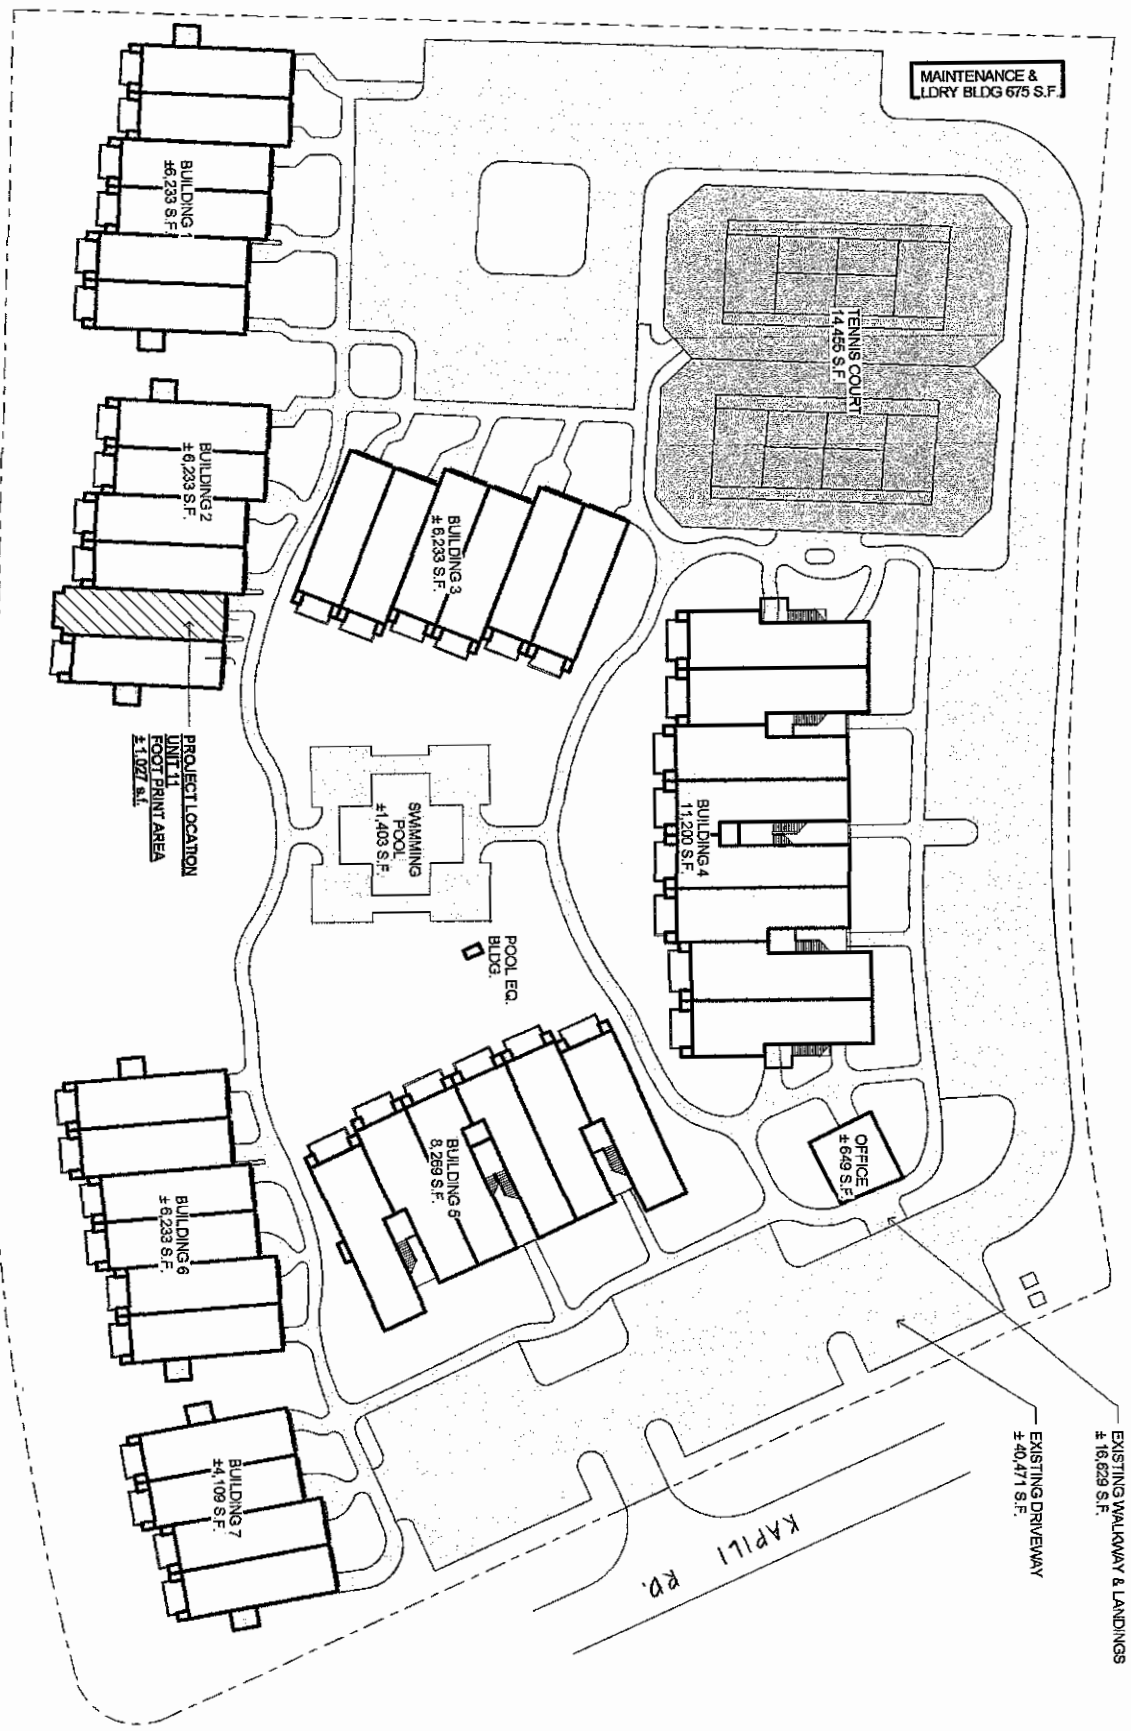 MAINTENANCE &
LDRY BLDG 675 S.F.
BUILDING 1
±6,233 S.F.
TENNIS COURT
14,456 S.F.
BUILDING 2
±6,233 S.F.
BUILDING 3
±6,233 S.F.
PROJECT LOCATION
UNIT 11
FOOT PRINT AREA
±1,027 s.f.
SWIMMING
POOL
±1,403 S.F.
BUILDING 4
11,200 S.F.
POOL EQ.
BLDG.
BUILDING 5
8,269 S.F.
OFFICE
±649 S.F.
BUILDING 6
±6,233 S.F.
BUILDING 7
±4,109 S.F.
EXISTING WALKWAY & LANDINGS
±16,629 S.F.
EXISTING DRIVEWAY
±40,471 S.F.
KAPILI RD.